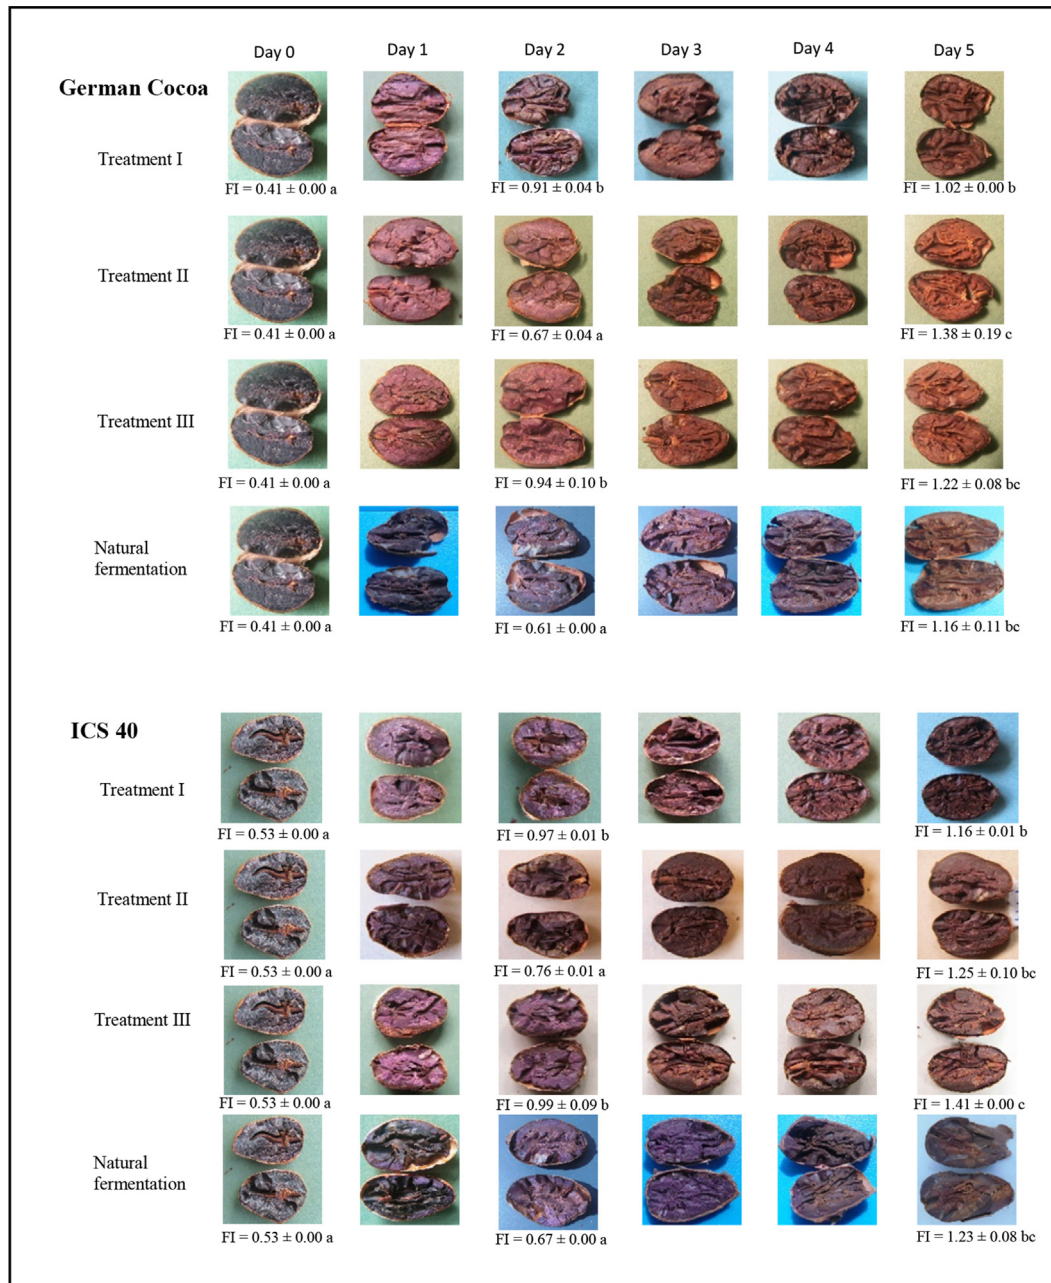 Day 0 Day 1 Day 2 Day 3 Day 4 Day 5
German Cocoa
Treatment I
FI = 0.41 ± 0.00 a FI = 0.91 ± 0.04 b FI = 1.02 ± 0.00 b
Treatment II
FI = 0.41 ± 0.00 a FI = 0.67 ± 0.04 a FI = 1.38 ± 0.19 c
Treatment III
FI = 0.41 ± 0.00 a FI = 0.94 ± 0.10 b FI = 1.22 ± 0.08 bc
Natural
fermentation
FI = 0.41 ± 0.00 a FI = 0.61 ± 0.00 a FI = 1.16 ± 0.11 bc
ICS 40
Treatment I
FI = 0.53 ± 0.00 a FI = 0.97 ± 0.01 b FI = 1.16 ± 0.01 b
Treatment II
FI = 0.53 ± 0.00 a FI = 0.76 ± 0.01 a FI = 1.25 ± 0.10 bc
Treatment III
FI = 0.53 ± 0.00 a FI = 0.99 ± 0.09 b FI = 1.41 ± 0.00 c
Natural
fermentation
FI = 0.53 ± 0.00 a FI = 0.67 ± 0.00 a FI = 1.23 ± 0.08 bc